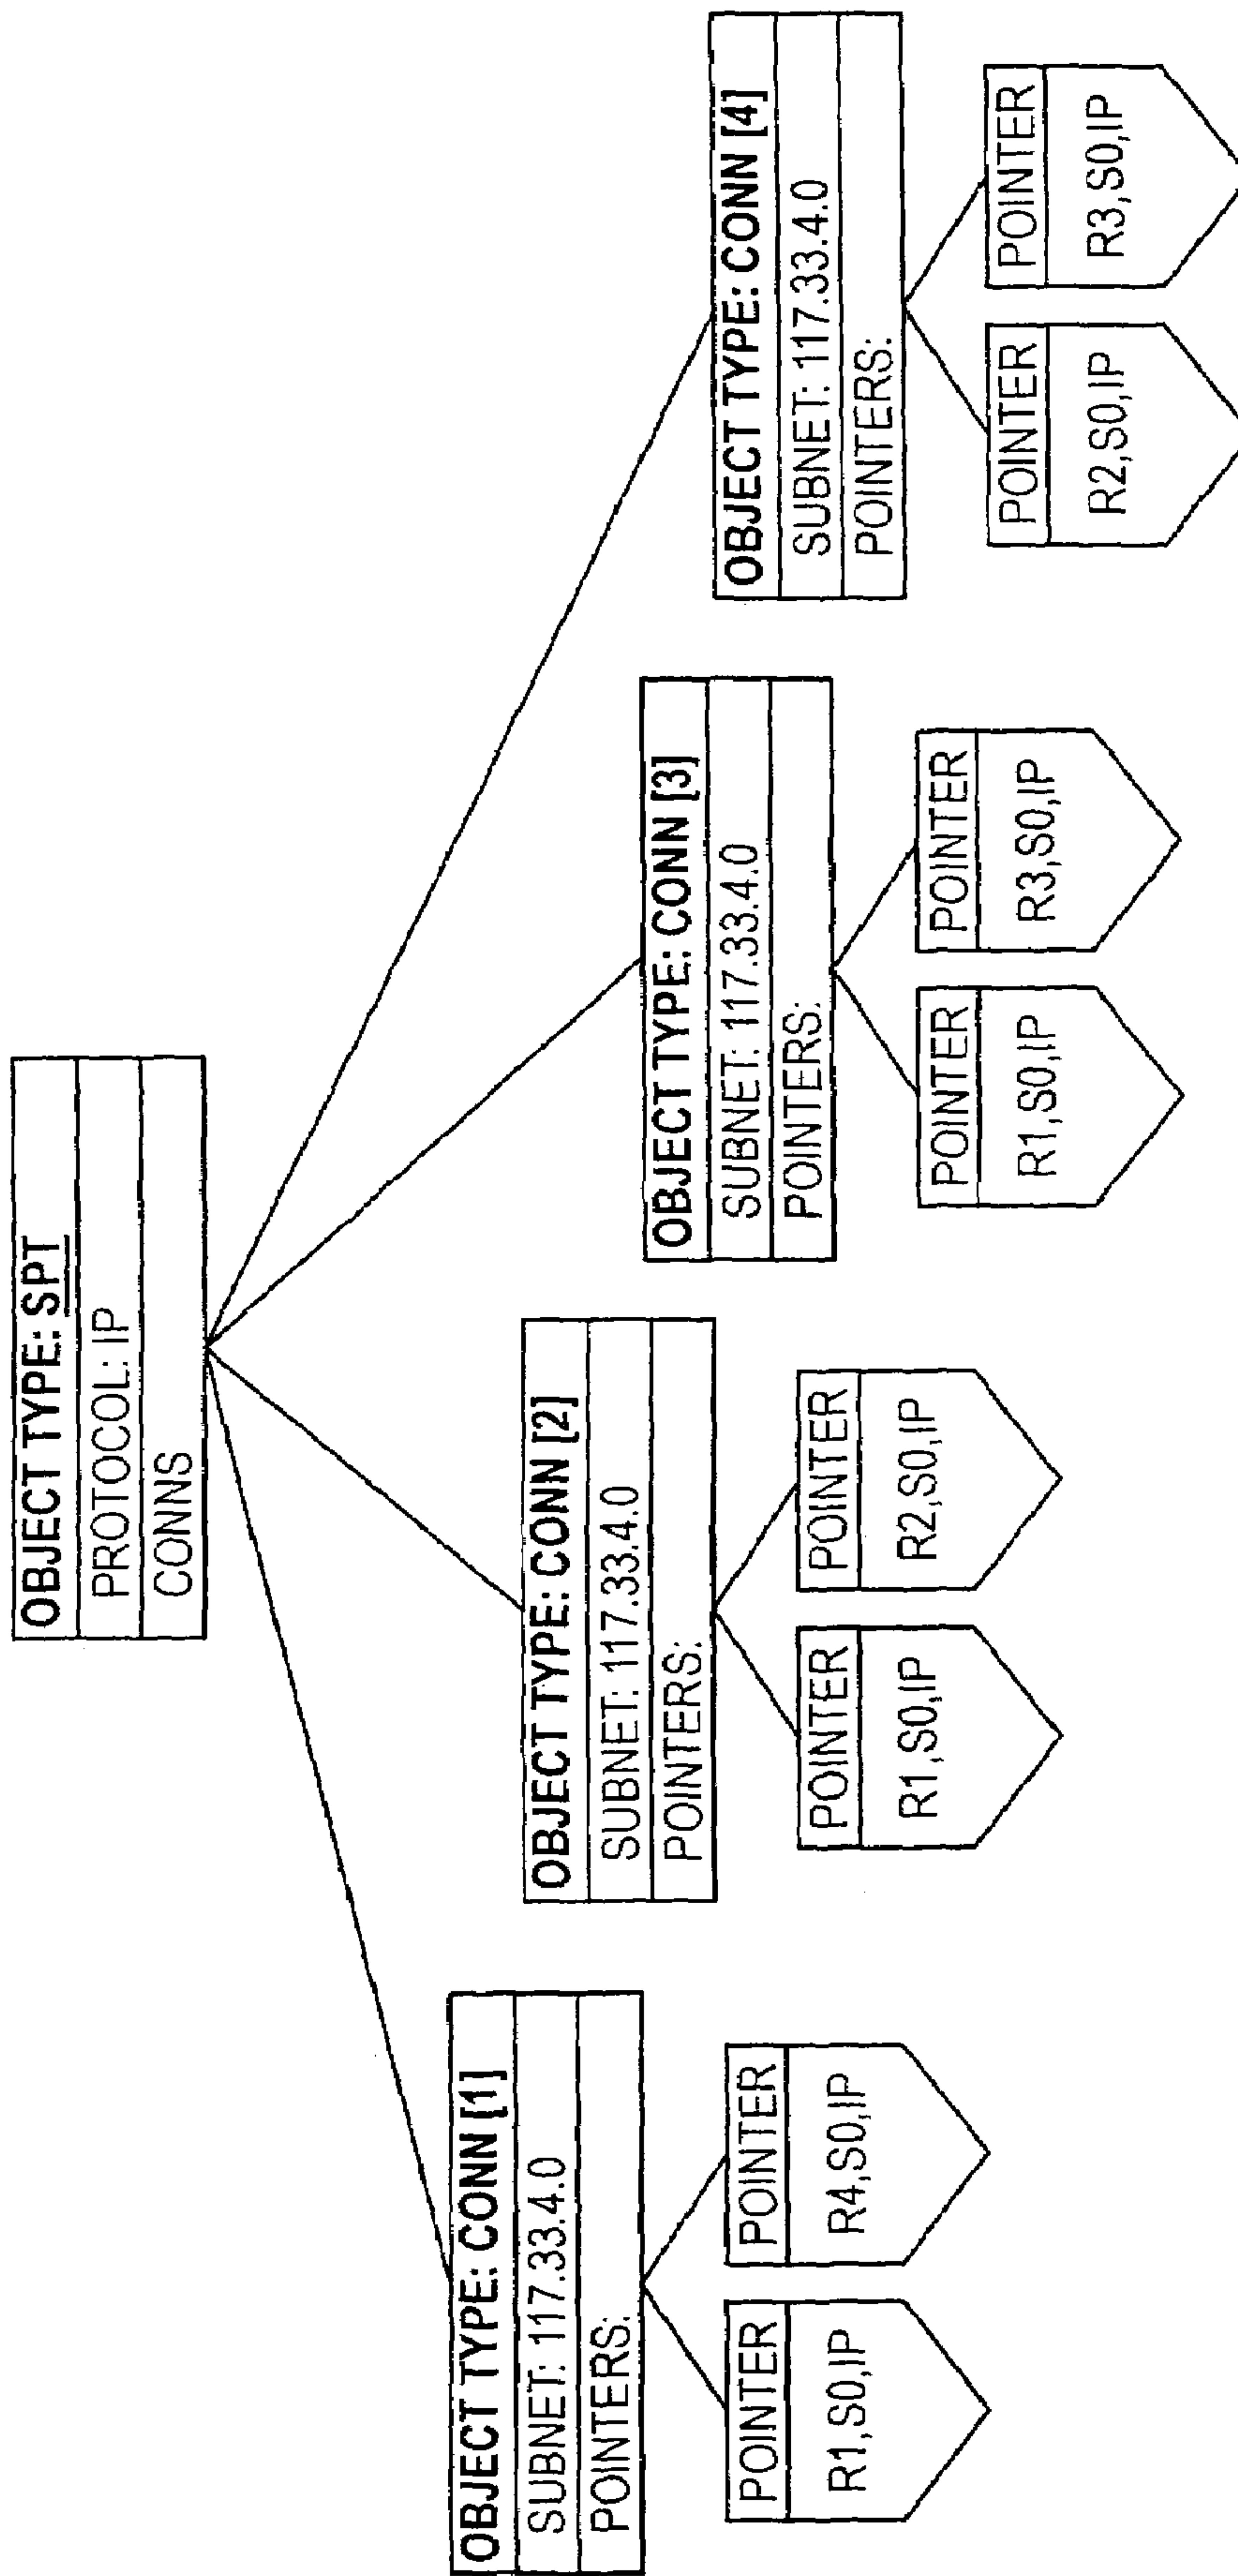 OBJECT TYPE: SPT
PROTOCOL: IP
CONNS
OBJECT TYPE: CONN [1]
SUBNET: 117.33.4.0
POINTERS:
POINTER
R1,S0,IP
POINTER
R4,S0,IP
OBJECT TYPE: CONN [2]
SUBNET: 117.33.4.0
POINTERS:
POINTER
R1,S0,IP
POINTER
R2,S0,IP
OBJECT TYPE: CONN [3]
SUBNET: 117.33.4.0
POINTERS:
POINTER
R1,S0,IP
POINTER
R3,S0,IP
OBJECT TYPE: CONN [4]
SUBNET: 117.33.4.0
POINTERS:
POINTER
R2,S0,IP
POINTER
R3,S0,IP